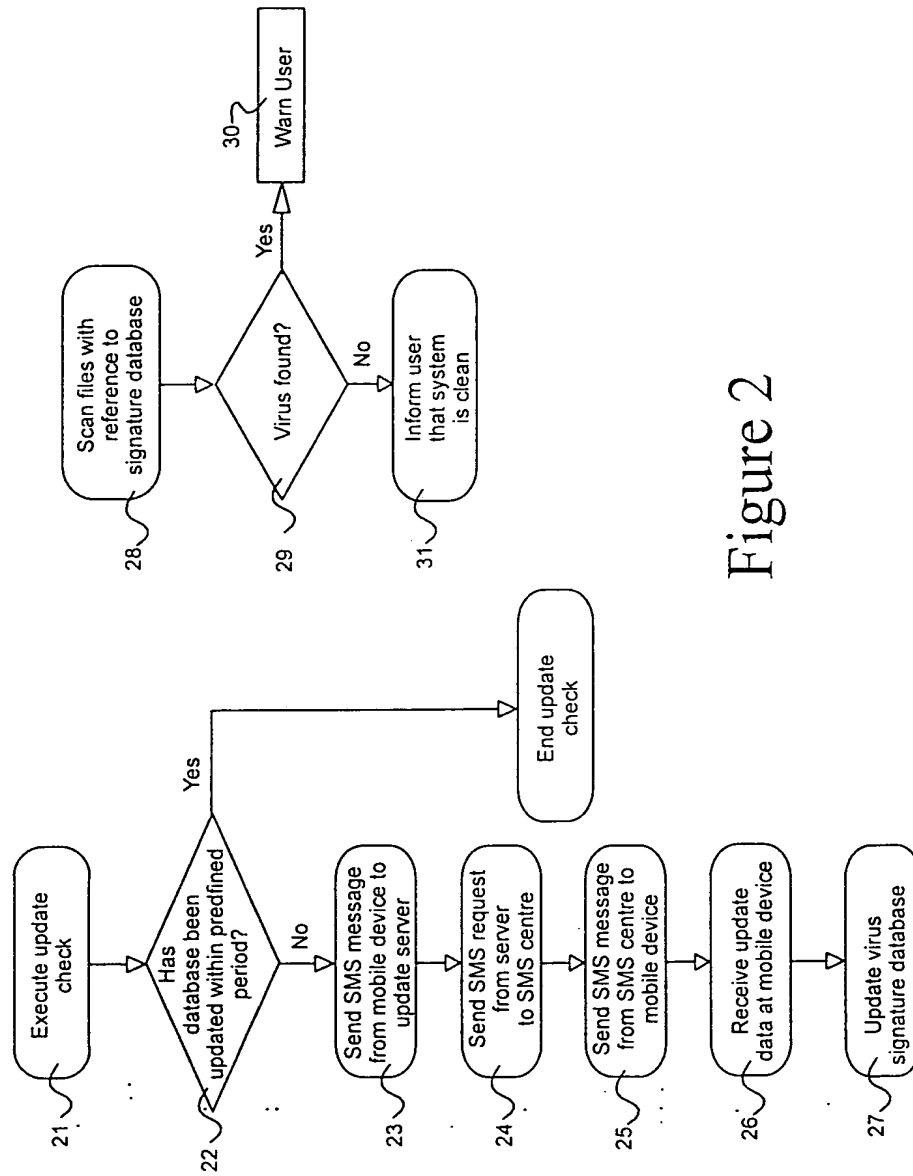 21
Execute update
check
22
Has
database been
updated within predfined
period?
Yes
No
End update
check
23
Send SMS message
from mobile device to
update server
24
Send SMS request
from server
to SMS centre
25
Send SMS message
from SMS centre to
mobile device
26
Receive update
data at mobile device
27
Update virus
signature database
28
Scan files with
reference to
signature database
29
Virus found?
Yes
30
Warn User
No
31
Inform user
that system
is clean
Figure 2